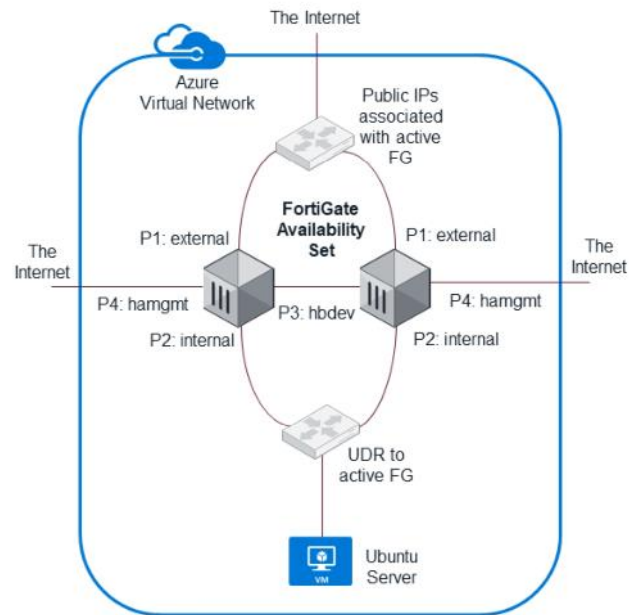 The Internet
Azure
Virtual Network
Public IPs
associated
with active
FG
FortiGate
Availability
Set
P1: external
P1: external
The
Internet
The
Internet
P4: hamgmt
P3: hbdev
P4: hamgmt
P2: internal
P2: internal
UDR to
active FG
VM
Ubuntu
Server